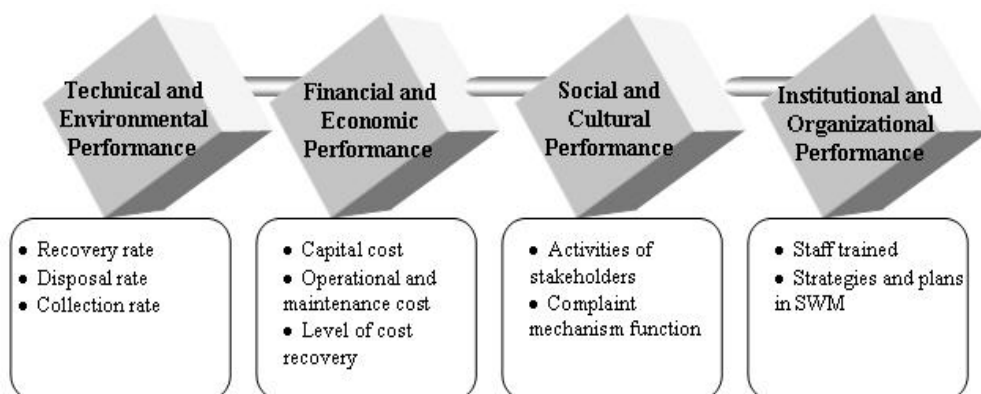 Technical and
Environmental
Performance
Financial and
Economic
Performance
Social and
Cultural
Performance
Institutional and
Organizational
Performance
● Recovery rate
● Disposal rate
● Collection rate
● Capital cost
● Operational and
maintenance cost
● Level of cost
recovery
● Activities of
stakeholders
● Complaint
mechanism function
● Staff trained
● Strategies and plans
in SWM